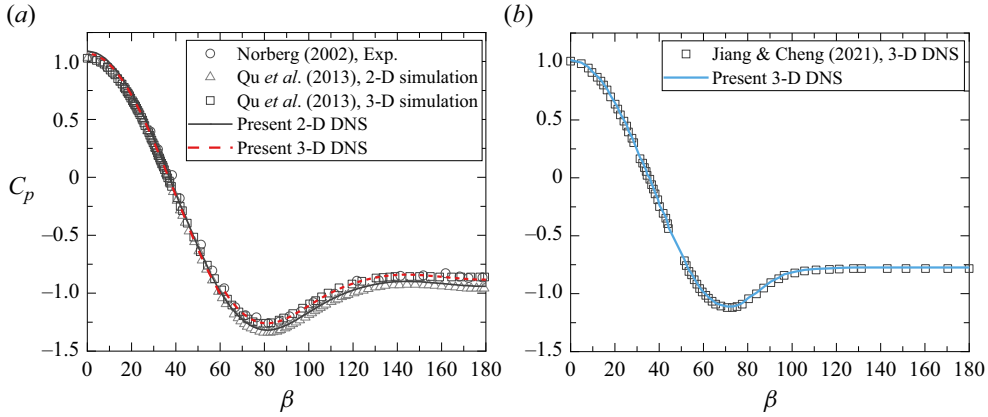 (a)
Norberg (2002), Exp.
Qu et al. (2013), 2-D simulation
Qu et al. (2013), 3-D simulation
Present 2-D DNS
Present 3-D DNS
1.0
0.5
0
−0.5
−1.0
−1.5
Cp
0 20 40 60 80 100 120 140 160 180
β
(b)
Jiang & Cheng (2021), 3-D DNS
Present 3-D DNS
1.0
0.5
0
−0.5
−1.0
−1.5
0 20 40 60 80 100 120 140 160 180
β